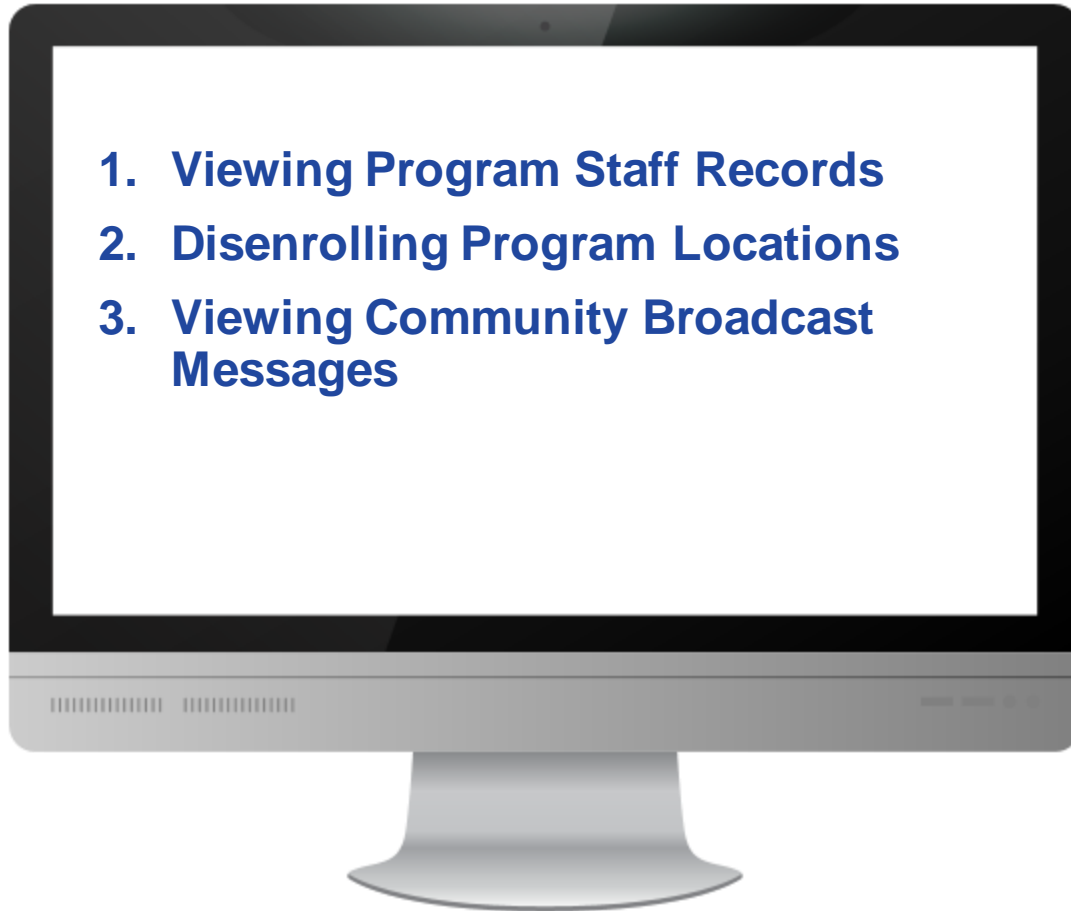 1. Viewing Program Staff Records
2. Disenrolling Program Locations
3. Viewing Community Broadcast
Messages